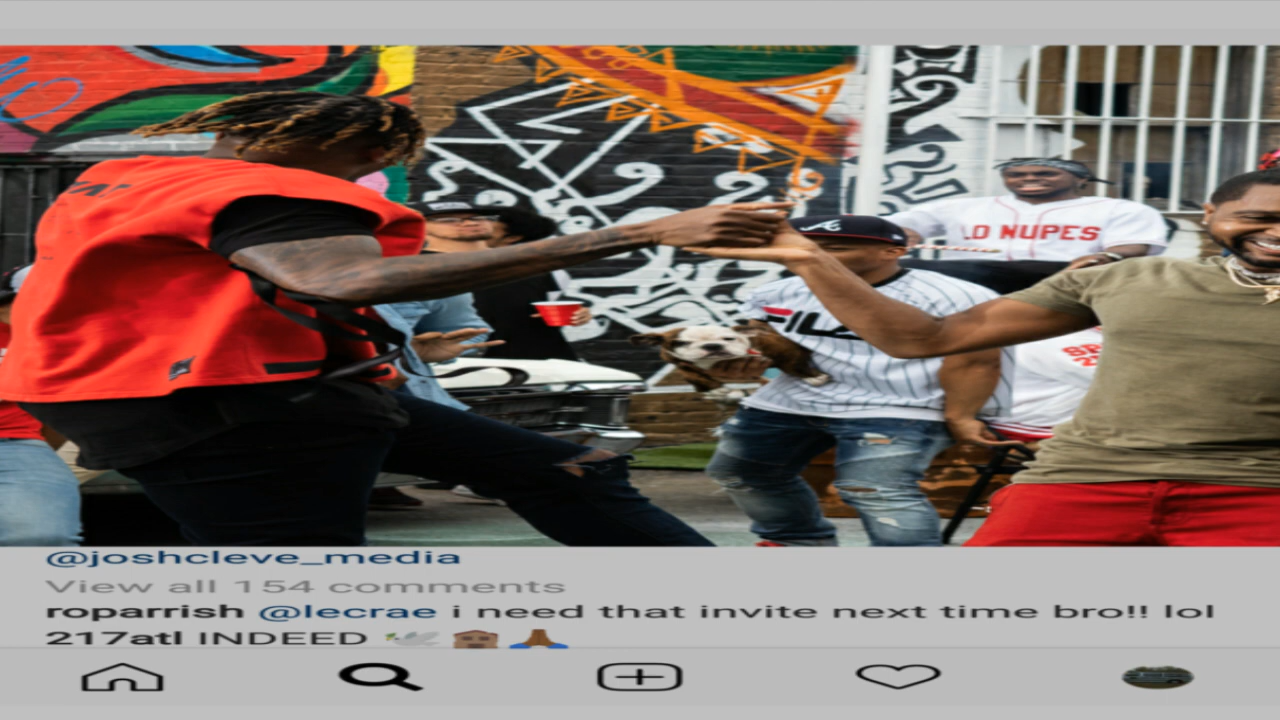 LO NUPES
FILA
@joshcleve_media
View all 154 comments
roparrish @lecrae i need that invite next time bro!! lol
217atl INDEED